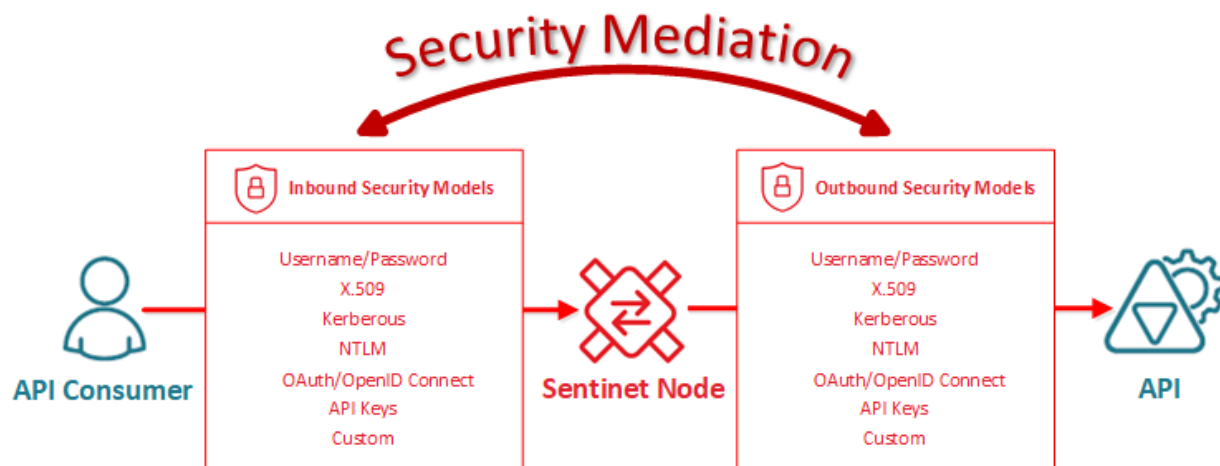 Security Mediation
Inbound Security Models
Username/Password
X.509
Kerberous
NTLM
OAuth/OpenID Connect
API Keys
Custom
Outbound Security Models
Username/Password
X.509
Kerberous
NTLM
OAuth/OpenID Connect
API Keys
Custom
API Consumer
Sentinet Node
API